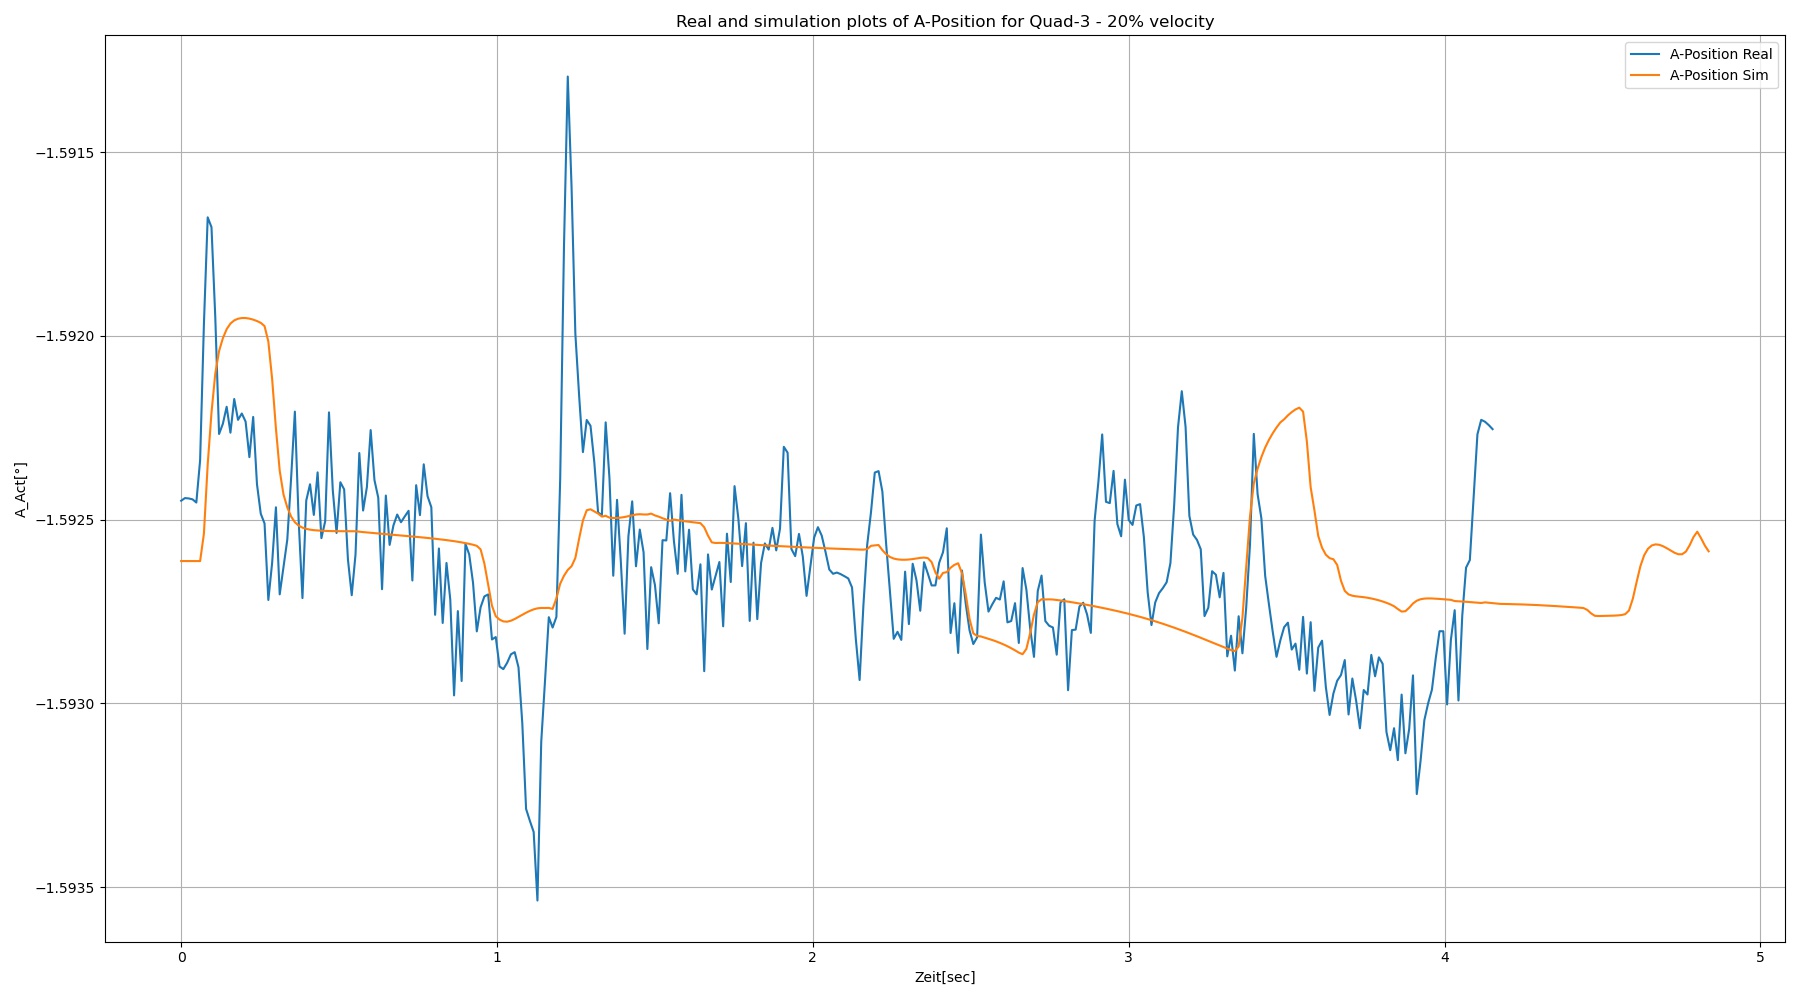 Real and simulation plots of A-Position for Quad-3 - 20% velocity
A-Position Real
A-Position Sim
−1.5915
−1.5920
−1.5925
−1.5930
−1.5935
A_Act[°]
0 1 2 3 4 5
Zeit[sec]